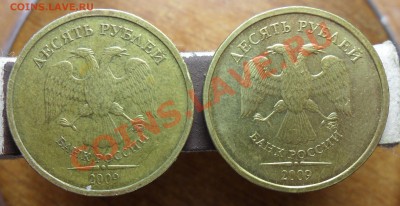 COINS.LAVE.RU
ДЕСЯТЬ РУБЛЕЙ
БАНК РОССИИ
2009
ДЕСЯТЬ РУБЛЕЙ
БАНК РОССИИ
2009
COINS.LAVE.RU